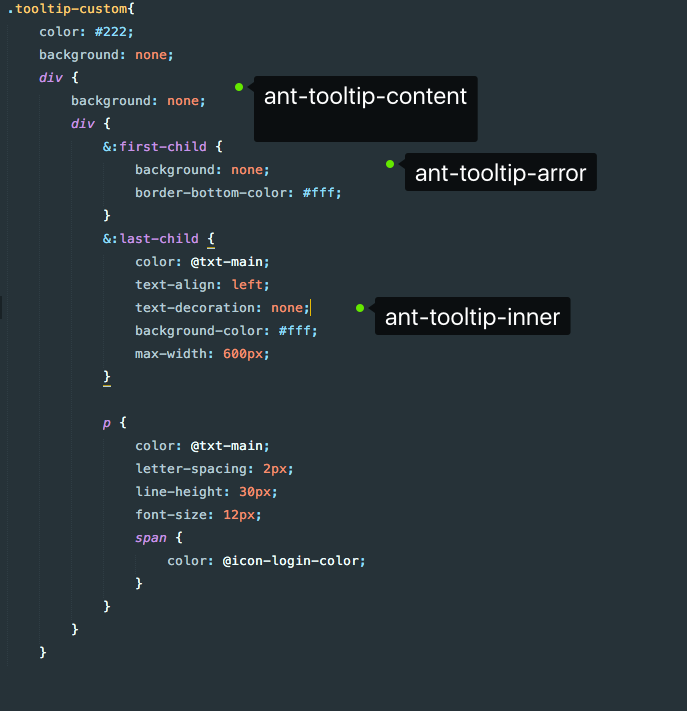 .tooltip-custom{
color: #222;
background: none;
div {
ant-tooltip-content
background: none;
div {
&:first-child {
background: none;
ant-tooltip-arror
border-bottom-color: #fff;
}
&:last-child {
color: @txt-main;
text-align: left;
text-decoration: none;
ant-tooltip-inner
background-color: #fff;
max-width: 600px;
}
p {
color: @txt-main;
letter-spacing: 2px;
line-height: 30px;
font-size: 12px;
span {
color: @icon-login-color;
}
}
}
}